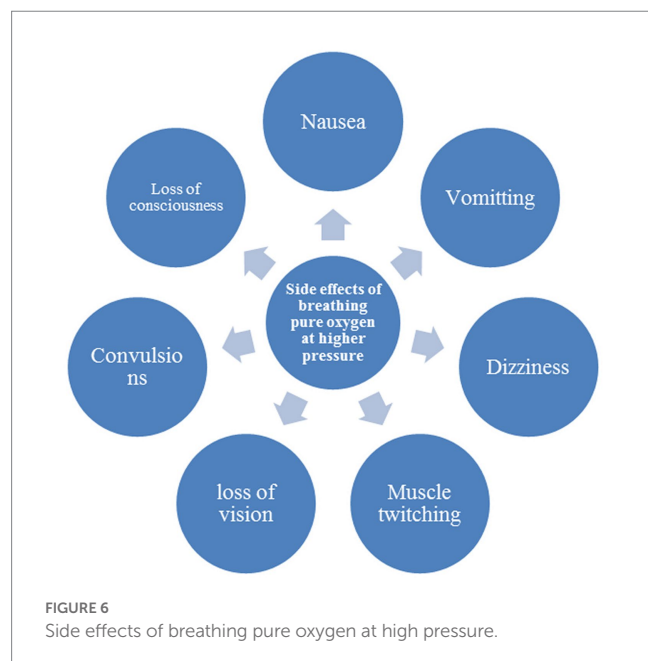 Nausea
Vomitting
Dizziness
Muscle
twitching
loss of
vision
Convulsio
ns
Loss of
consciousness
Side effects of
breathing
pure oxygen
at higher
pressure
FIGURE 6
Side effects of breathing pure oxygen at high pressure.